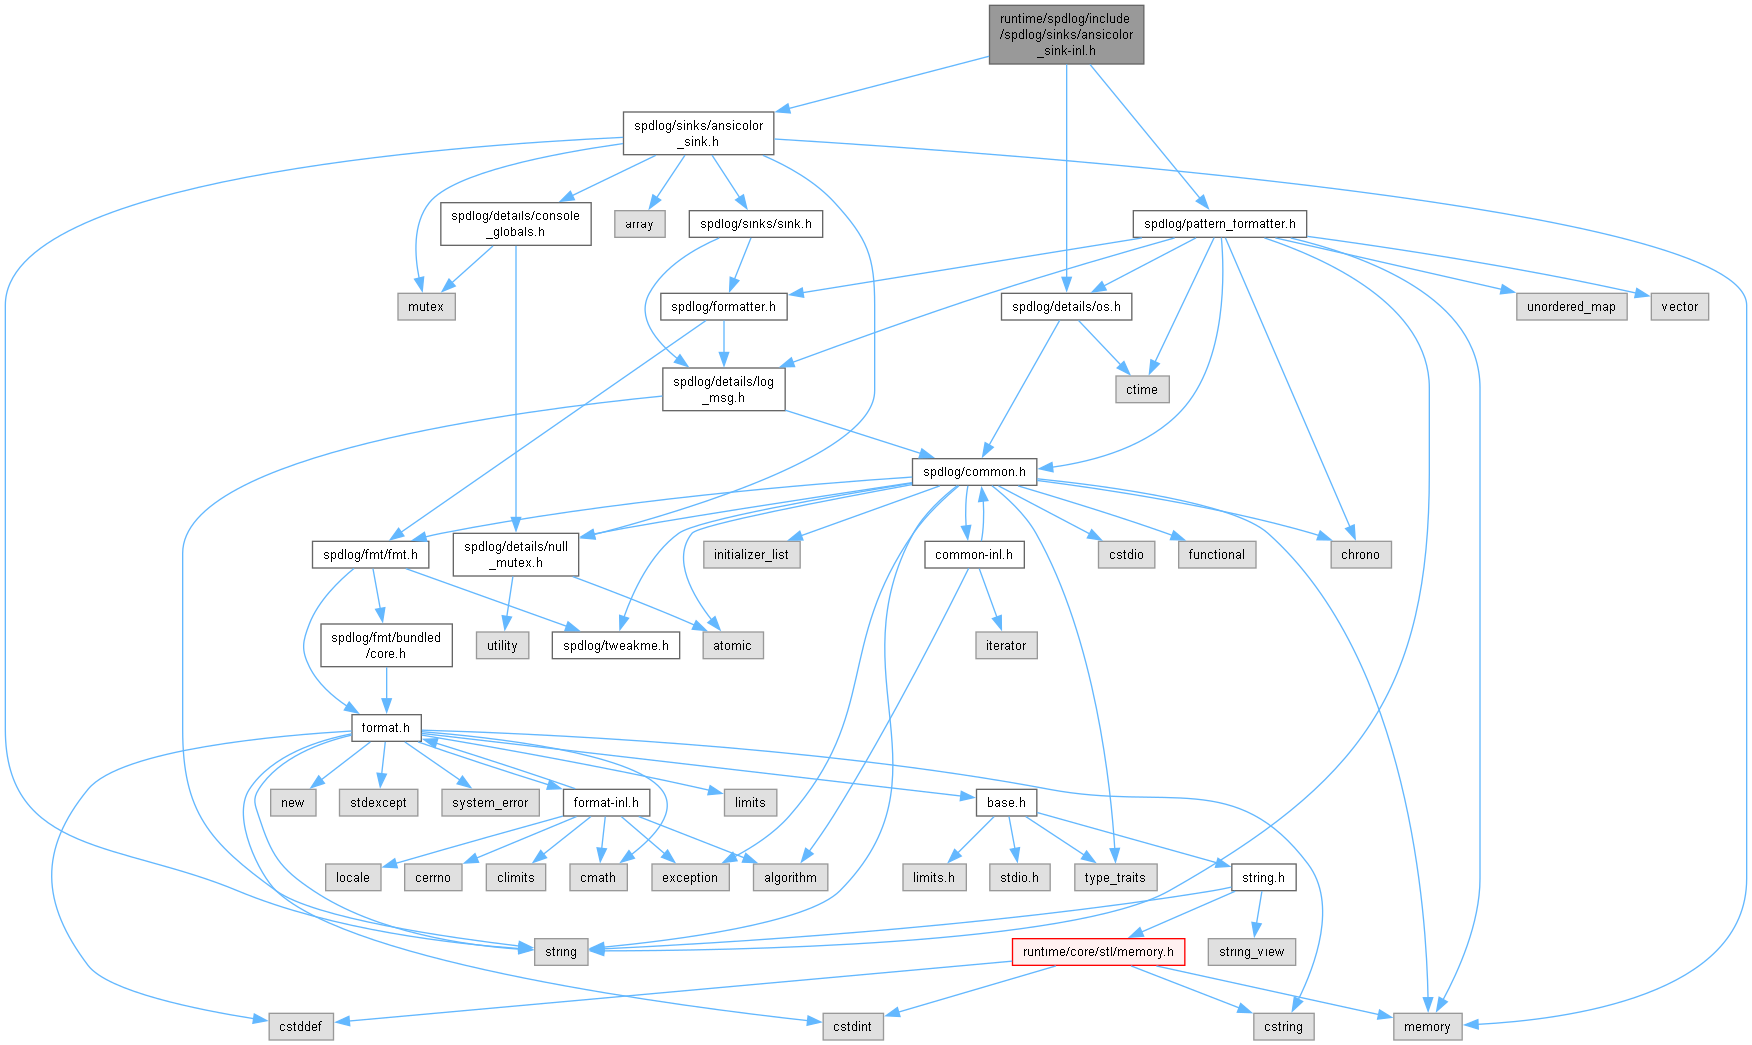 runtime/spdlog/include
/spdlog/sinks/ansicolor
_sink-inl.h
spdlog/sinks/ansicolor
_sink.h
spdlog/details/console
_globals.h
array
spdlog/sinks/sink.h
spdlog/pattern_formatter.h
mutex
spdlog/formatter.h
spdlog/details/os.h
unordered_map
vector
spdlog/details/log
_msg.h
ctime
spdlog/common.h
spdlog/fmt/fmt.h
spdlog/details/null
_mutex.h
initializer_list
common-inl.h
cstdio
functional
chrono
spdlog/fmt/bundled
/core.h
utility
spdlog/tweakme.h
atomic
iterator
format.h
new
stdexcept
system_error
format-inl.h
limits
base.h
locale
cerrno
climits
cmath
exception
algorithm
limits.h
stdio.h
type_traits
string.h
string
runtime/core/stl/memory.h
string_view
cstddef
cstdint
cstring
memory